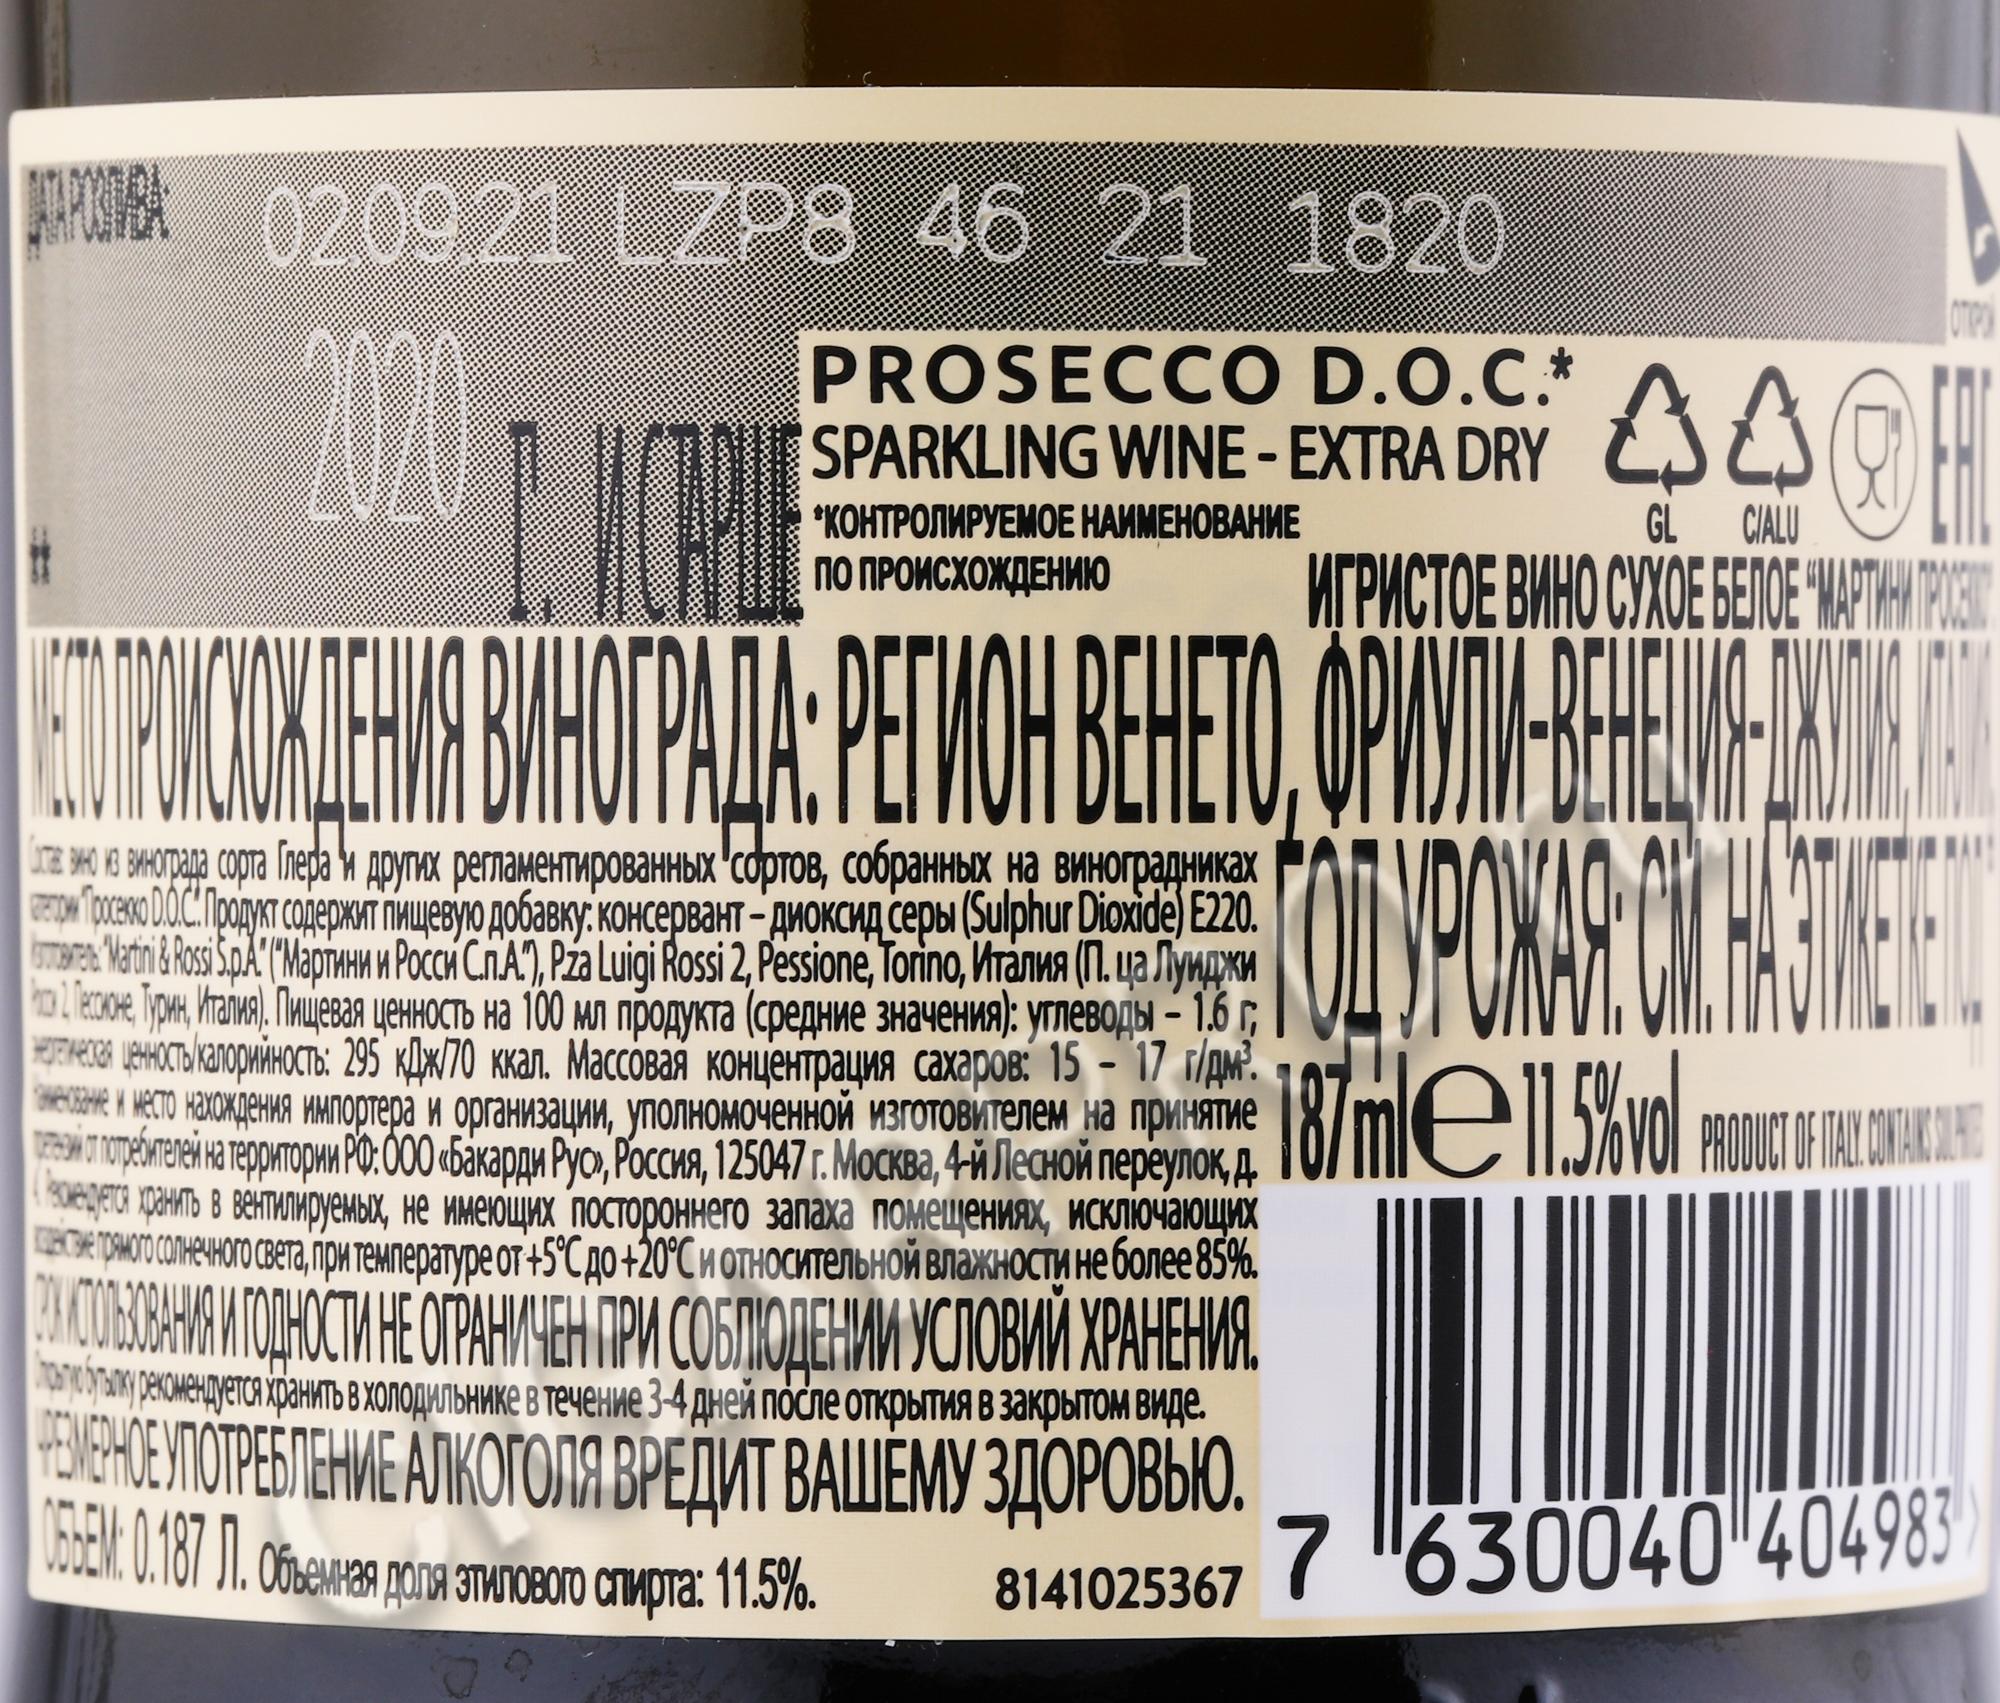 ДАТА РОЗЛИВА:
02.09.21 LZP8 46 21 1820
2020
Г. И СТАРШЕ
**
ОТКРОЙ
PROSECCO D.O.C.*
SPARKLING WINE - EXTRA DRY
*КОНТРОЛИРУЕМОЕ НАИМЕНОВАНИЕ
ПО ПРОИСХОЖДЕНИЮ
GL
C/ALU
EAC
ИГРИСТОЕ ВИНО СУХОЕ БЕЛОЕ “МАРТИНИ ПРОСЕККО”.
МЕСТО ПРОИСХОЖДЕНИЯ ВИНОГРАДА: РЕГИОН ВЕНЕТО, ФРИУЛИ-ВЕНЕЦИЯ-ДЖУЛИЯ, ИТАЛИЯ.
Состав: вино из винограда сорта Глера и других регламентированных сортов, собранных на виноградниках
категории "Просекко D.O.C.". Продукт содержит пищевую добавку: консервант – диоксид серы (Sulphur Dioxide) E220.
Изготовитель: "Martini & Rossi S.p.A." ("Мартини и Росси С.п.А."), P.za Luigi Rossi 2, Pessione, Torino, Италия (П. ца Луиджи
Росси 2, Пессионе, Турин, Италия). Пищевая ценность на 100 мл продукта (средние значения): углеводы – 1.6 г;
энергетическая ценность/калорийность: 295 кДж/70 ккал. Массовая концентрация сахаров: 15 – 17 г/дм³.
Наименование и место нахождения импортера и организации, уполномоченной изготовителем на принятие
претензий от потребителей на территории РФ: ООО «Бакарди Рус», Россия, 125047 г. Москва, 4-й Лесной переулок, д.
4. Рекомендуется хранить в вентилируемых, не имеющих постороннего запаха помещениях, исключающих
воздействие прямого солнечного света, при температуре от +5°C до +20°C и относительной влажности не более 85%.
СРОК ИСПОЛЬЗОВАНИЯ И ГОДНОСТИ НЕ ОГРАНИЧЕН ПРИ СОБЛЮДЕНИИ УСЛОВИЙ ХРАНЕНИЯ.
Открытую бутылку рекомендуется хранить в холодильнике в течение 3-4 дней после открытия в закрытом виде.
ЧРЕЗМЕРНОЕ УПОТРЕБЛЕНИЕ АЛКОГОЛЯ ВРЕДИТ ВАШЕМУ ЗДОРОВЬЮ.
ОБЪЕМ: 0.187 Л. Объемная доля этилового спирта: 11.5%.
8141025367
ГОД УРОЖАЯ: СМ. НА ЭТИКЕТКЕ ПОД
187ml e 11.5%vol PRODUCT OF ITALY. CONTAINS SULPHITES
7 630040 404983 >
CIGARPRO.ru